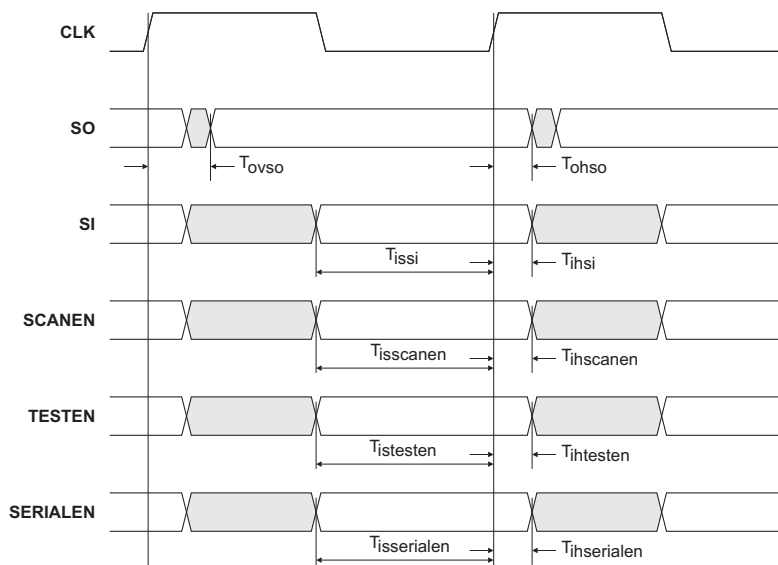 CLK
SO
Tovso
Tohso
SI
Tissi
Tihsi
SCANEN
Tisscanen
Tihscanen
TESTEN
Tistesten
Tihtesten
SERIALEN
Tisserialen
Tihserialen